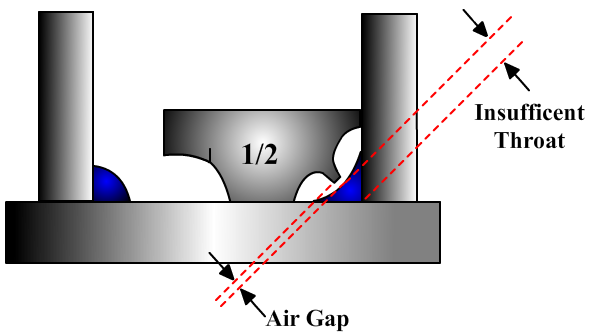 Insufficent
Throat
1/2
Air Gap